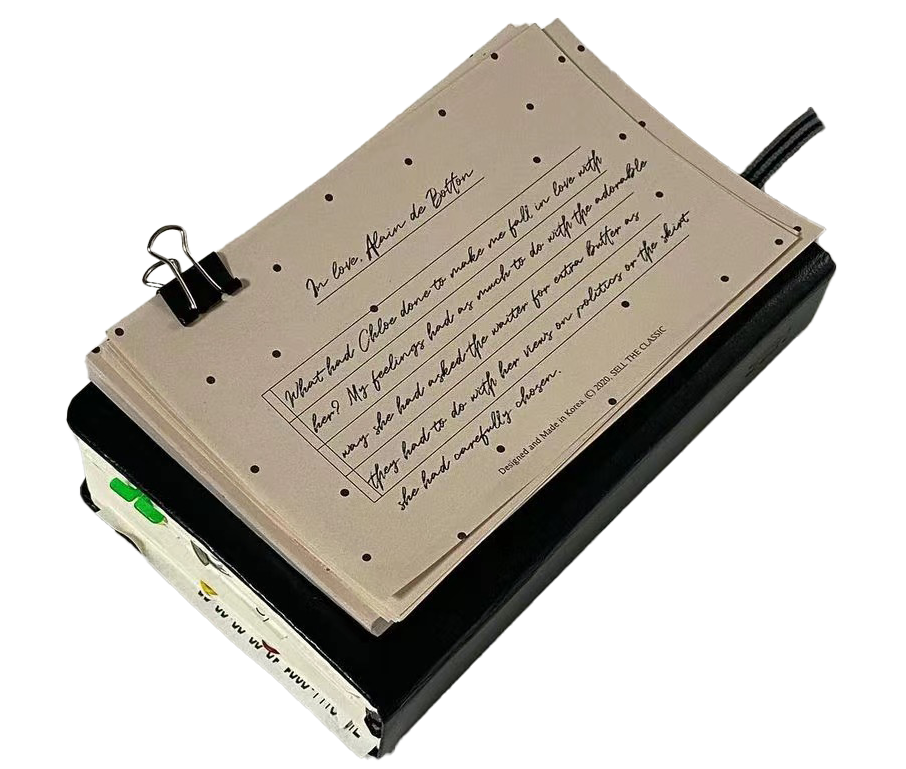 In love, Alain de Botton
What had Chloe done to make me fall in love with
her? My feelings had as much to do with the adorable
way she had asked the waiter for extra butter as
they had to do with her views on politics or the skirt
she had carefully chosen.
Designed and Made in Korea. (C) 2020, SELL THE CLASSIC